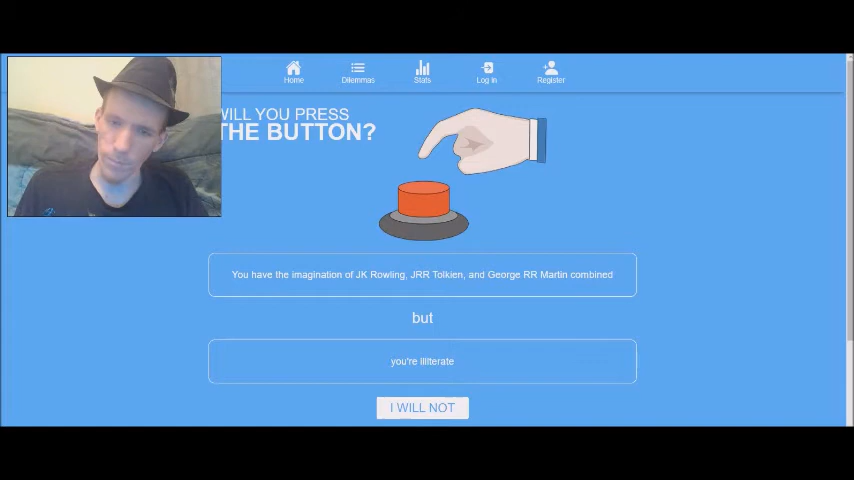 Home Dilemmas Stats Log in Register
WILL YOU PRESS
THE BUTTON?
You have the imagination of JK Rowling, JRR Tolkien, and George RR Martin combined
but
you're illiterate
I WILL NOT